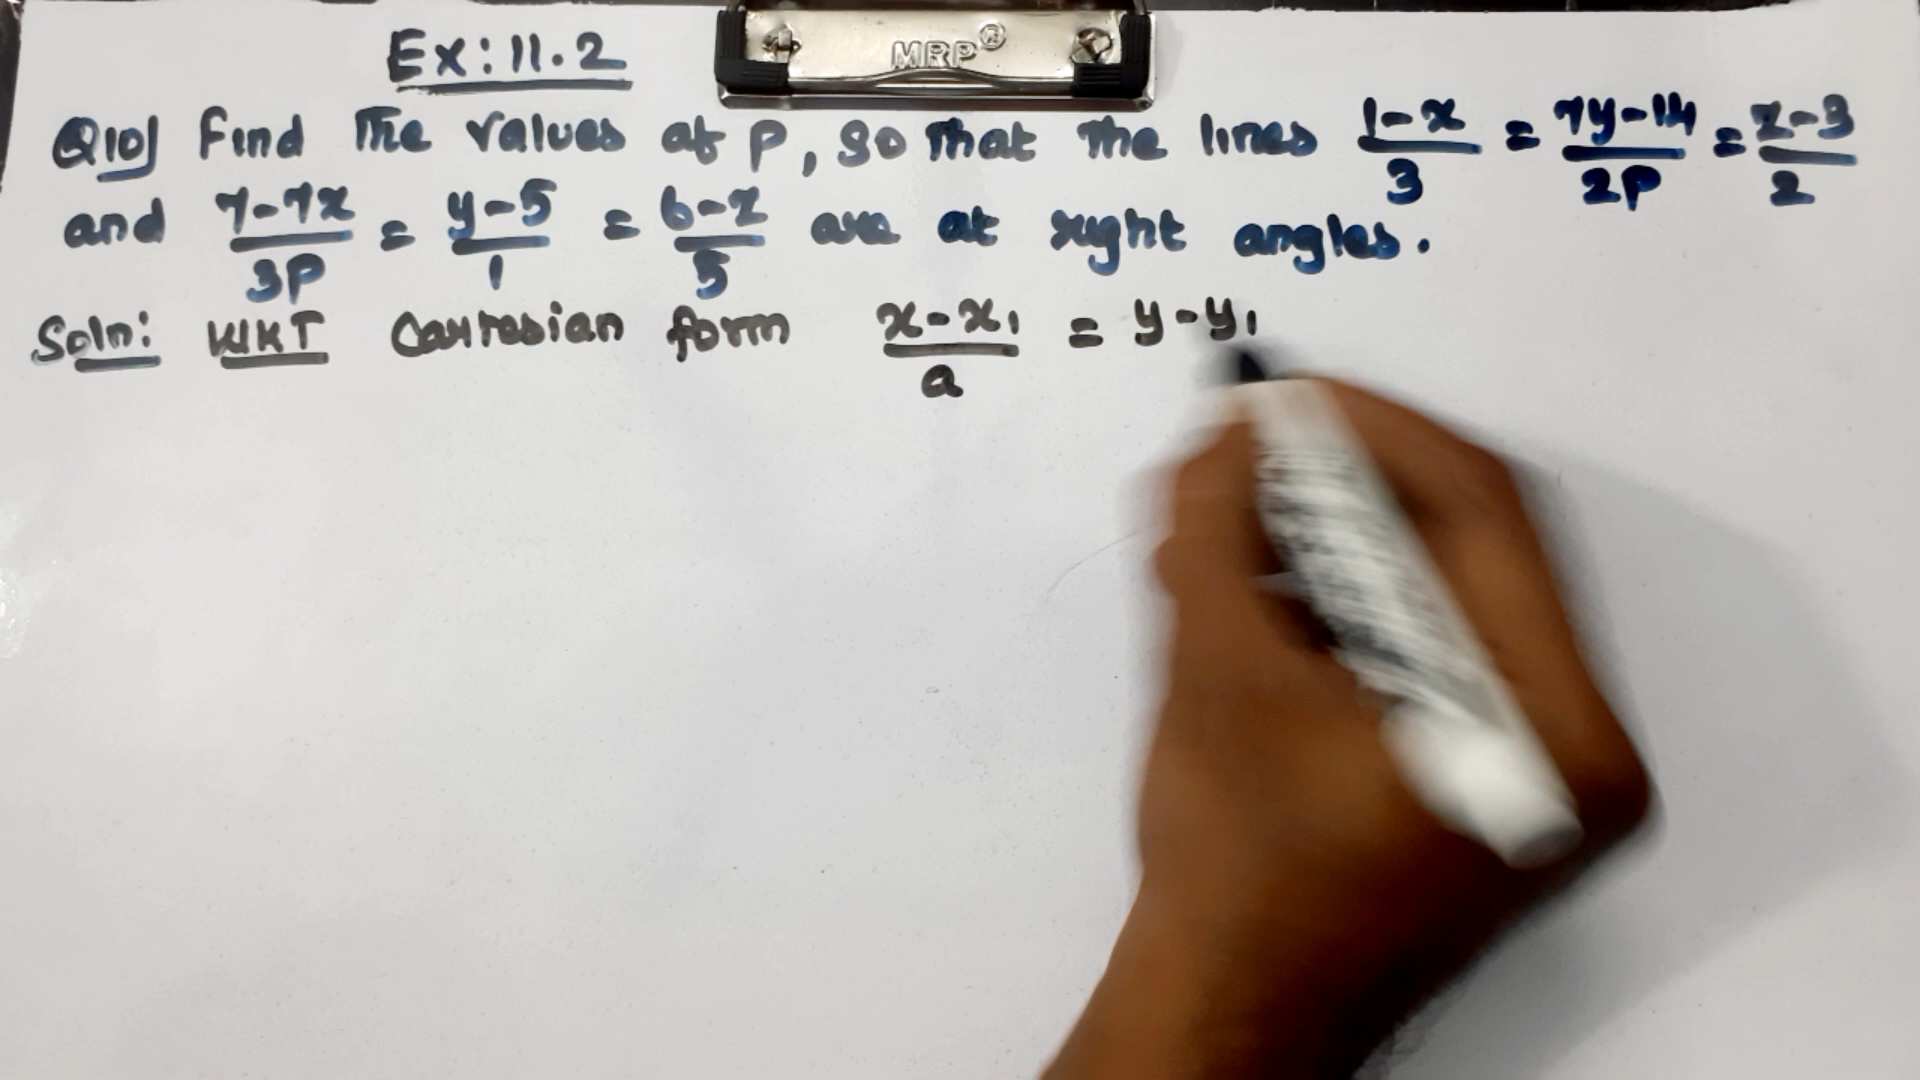 MRP®
Ex: 11.2
Q10] Find The values of P, so that the lines 1-x/3 = 7y-14/2P = z-3/2
and 7-7x/3P = y-5/1 = 6-z/5 are at right angles.
Soln: WKT Cartesian form x-x₁/a = y-y₁